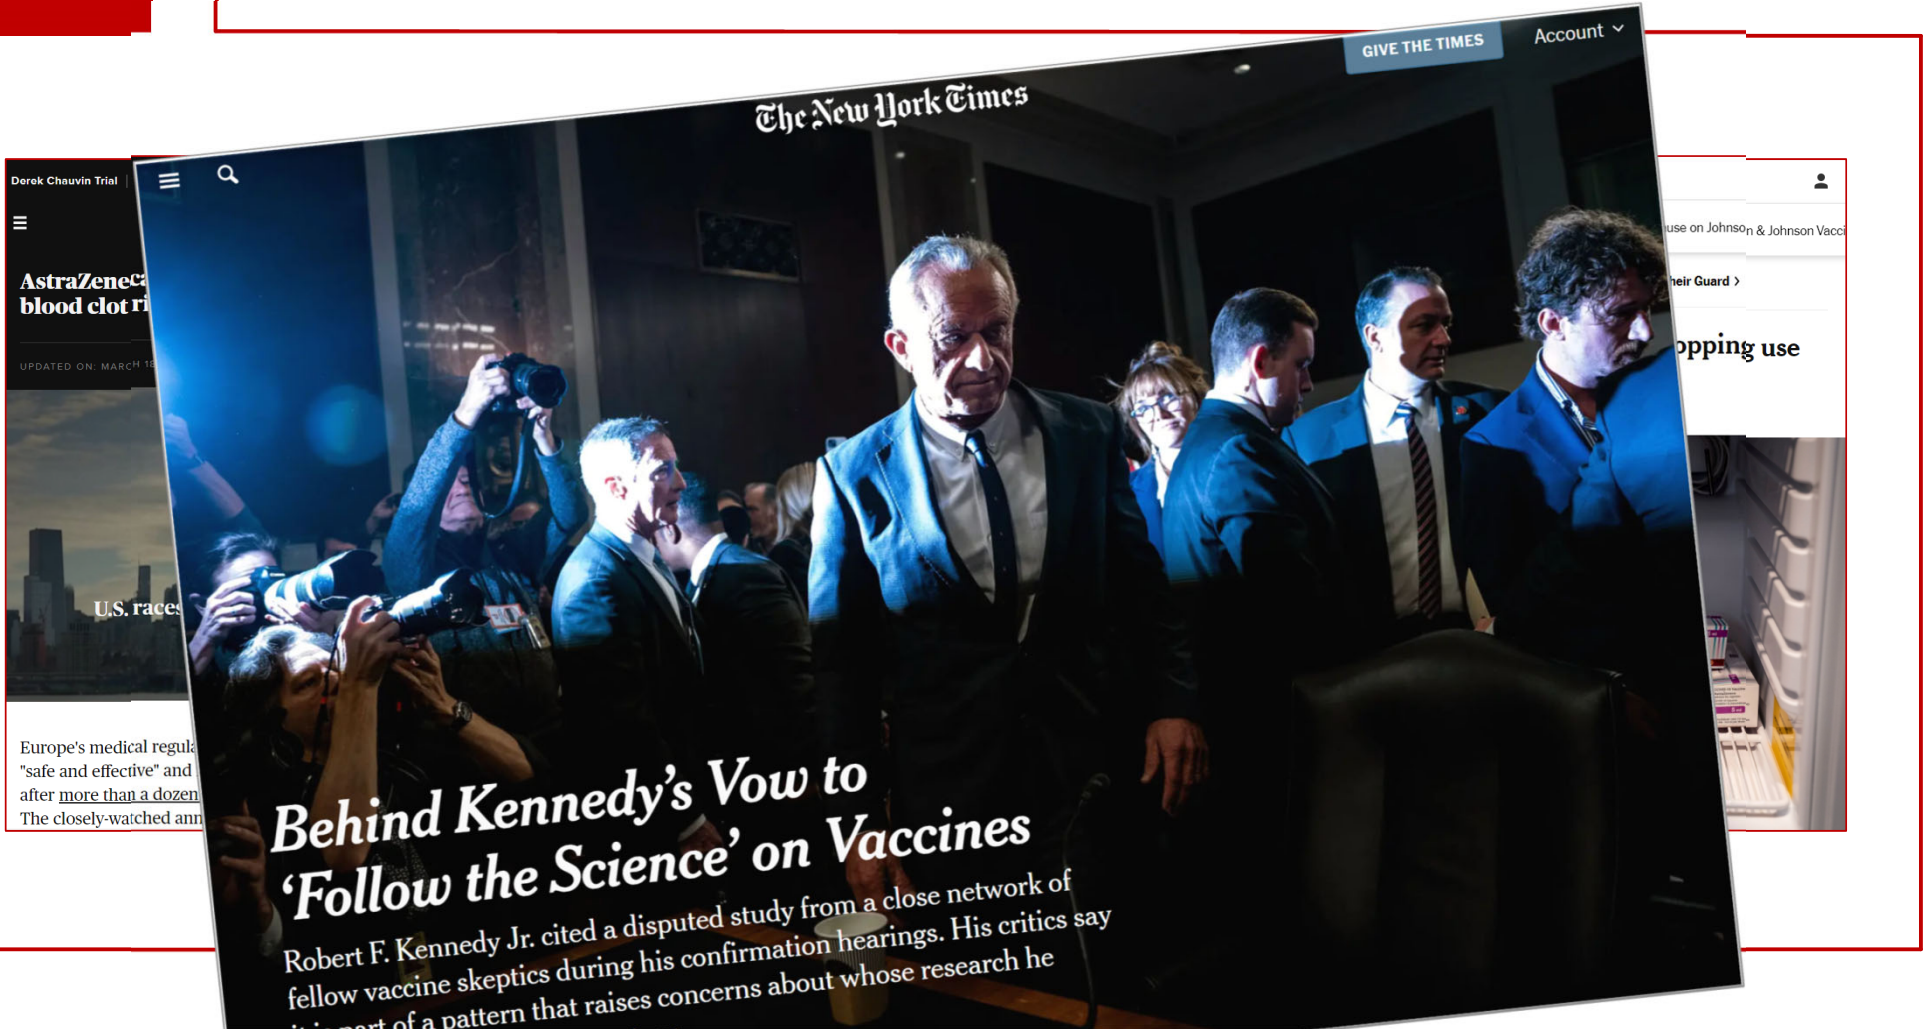 GIVE THE TIMES
Account
The New York Times
Derek Chauvin Trial
AstraZeneca
blood clot ri
UPDATED ON: MARCH 18
U.S. races
Europe's medical regula
"safe and effective" and
after more than a dozen
The closely-watched ann
use on Johnson & Johnson Vacci
heir Guard >
opping use
Behind Kennedy's Vow to
'Follow the Science' on Vaccines
Robert F. Kennedy Jr. cited a disputed study from a close network of
fellow vaccine skeptics during his confirmation hearings. His critics say
it is part of a pattern that raises concerns about whose research he